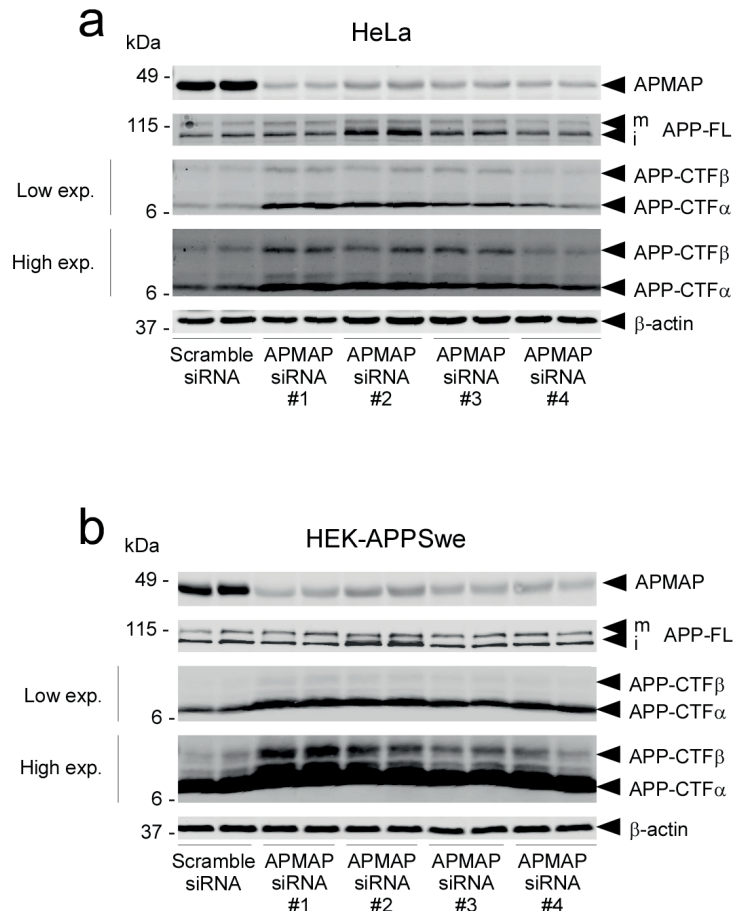 a
HeLa
kDa
49 -
APMAP
115 -
m
i
APP-FL
Low exp.
APP-CTFβ
6 -
APP-CTFα
High exp.
APP-CTFβ
6 -
APP-CTFα
37 -
β-actin
Scramble APMAP APMAP APMAP APMAP
siRNA siRNA siRNA siRNA siRNA
#1 #2 #3 #4
b
HEK-APPSwe
kDa
49 -
APMAP
115 -
m
i
APP-FL
Low exp.
APP-CTFβ
6 -
APP-CTFα
High exp.
APP-CTFβ
6 -
APP-CTFα
37 -
β-actin
Scramble APMAP APMAP APMAP APMAP
siRNA siRNA siRNA siRNA siRNA
#1 #2 #3 #4